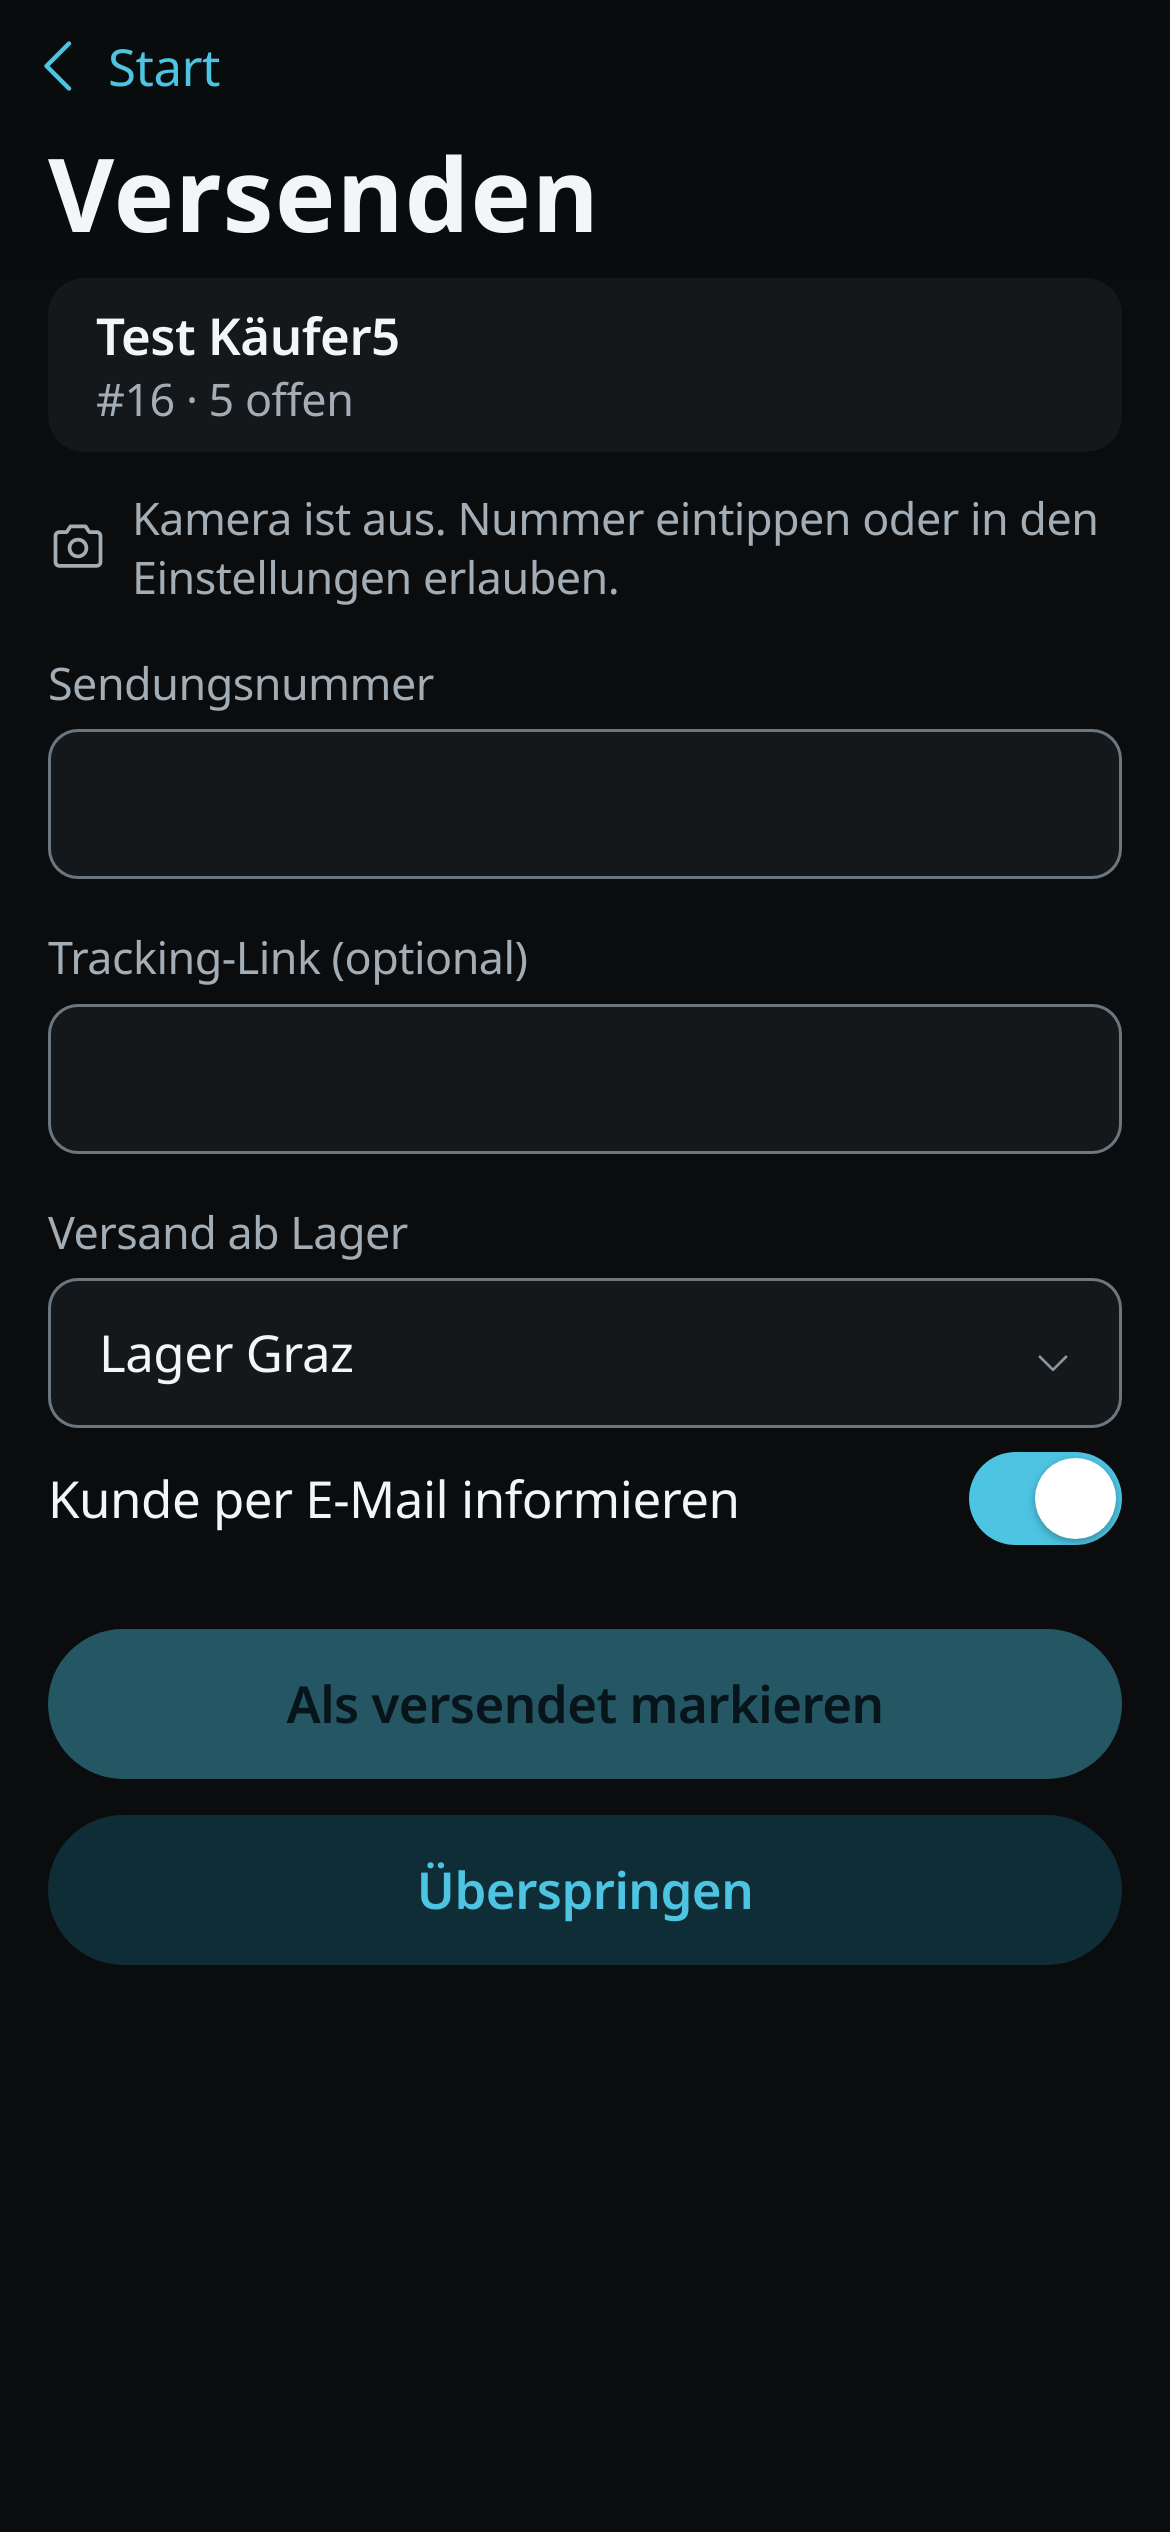 Start
Versenden
Test Käufer5
#16 · 5 offen
Kamera ist aus. Nummer eintippen oder in den
Einstellungen erlauben.
Sendungsnummer
Tracking-Link (optional)
Versand ab Lager
Lager Graz
Kunde per E-Mail informieren
Als versendet markieren
Überspringen